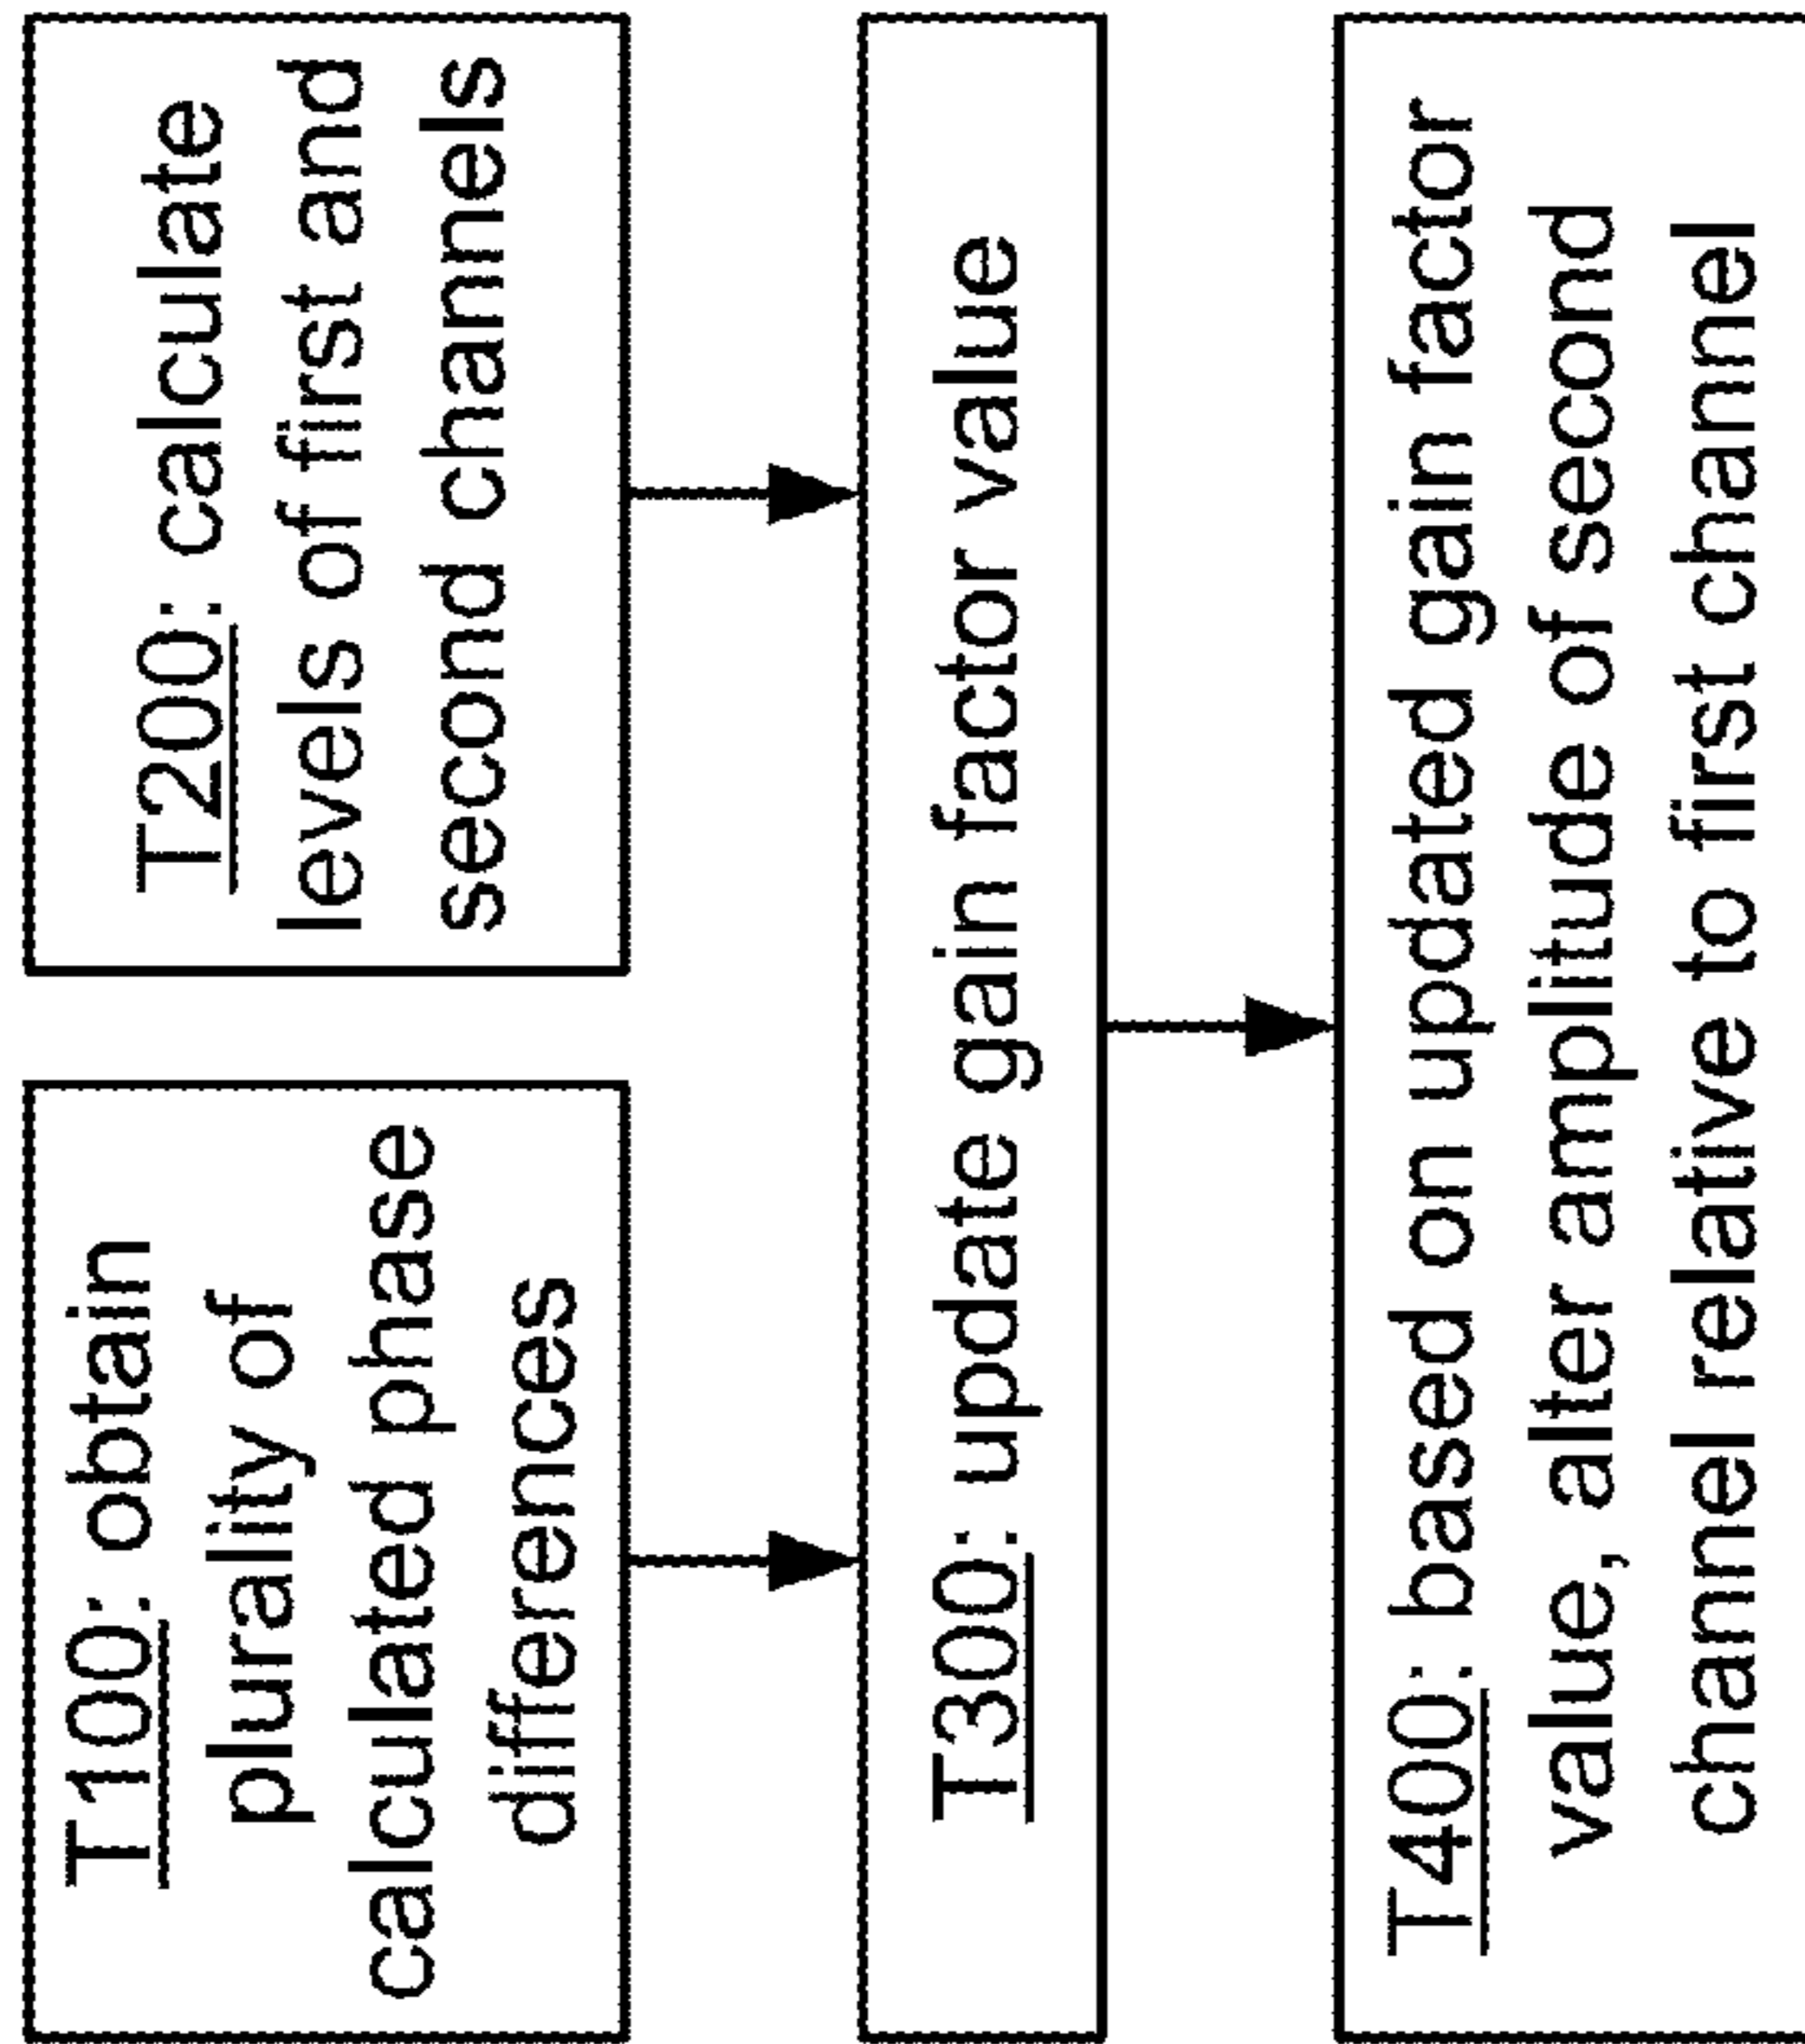 T100: obtain
plurality of
calculated phase
differences
T200: calculate
levels of first and
second channels
T300: update gain factor value
T400: based on updated gain factor
value, alter amplitude of second
channel relative to first channel